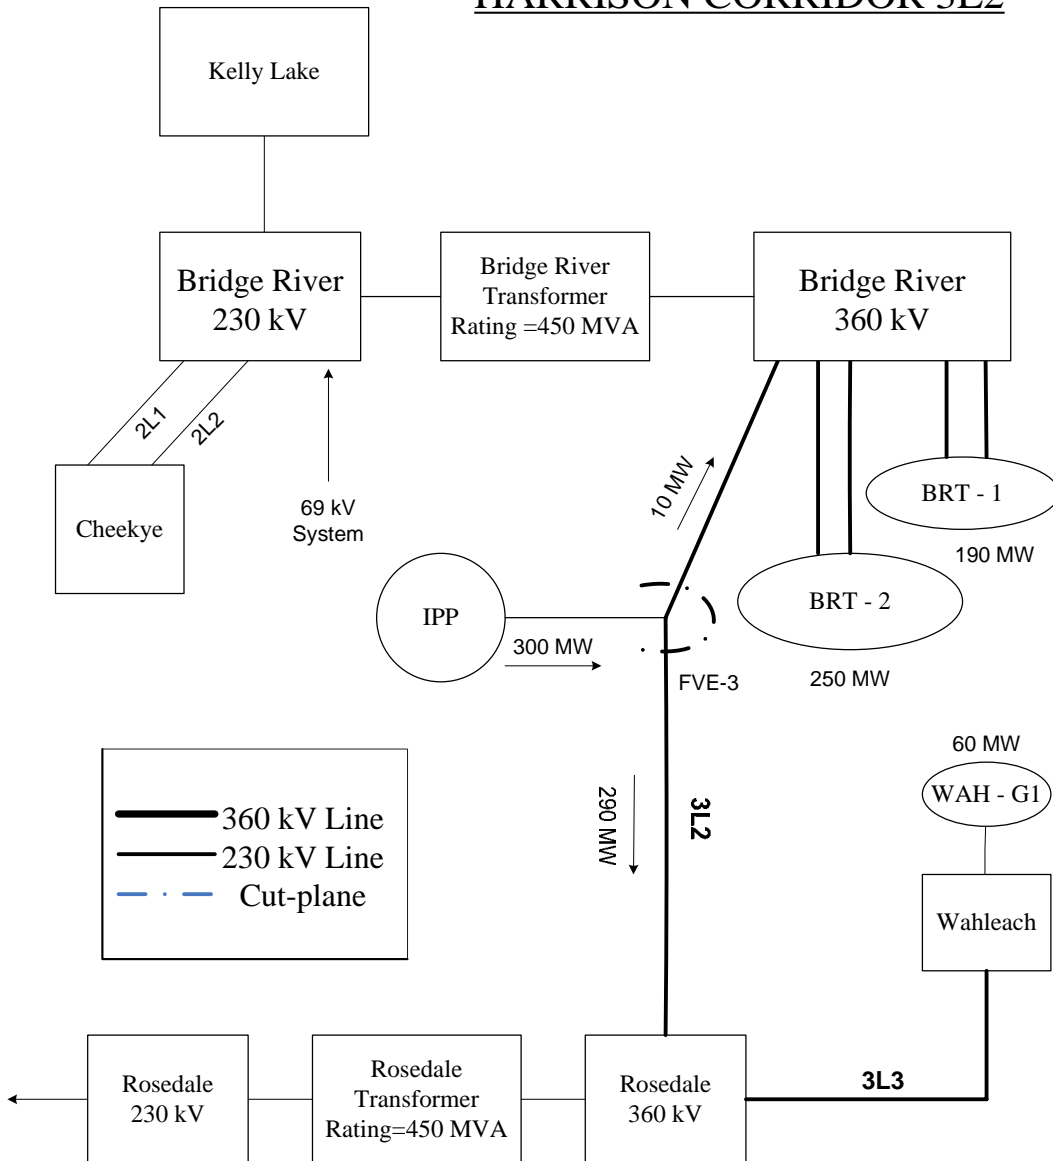 HARRISON CORRIDOR 3L2
Kelly Lake
Bridge River
230 kV
Bridge River
Transformer
Rating =450 MVA
Bridge River
360 kV
2L1
2L2
Cheekye
69 kV
System
10 MW
BRT - 1
190 MW
BRT - 2
250 MW
IPP
300 MW
FVE-3
290 MW
3L2
60 MW
WAH - G1
Wahleach
360 kV Line
230 kV Line
Cut-plane
Rosedale
230 kV
Rosedale
Transformer
Rating=450 MVA
Rosedale
360 kV
3L3